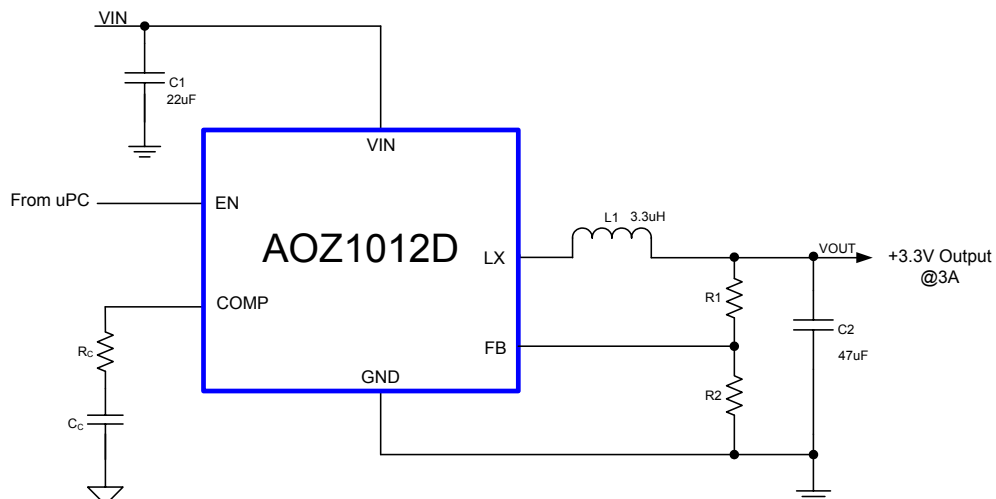 VIN
C1
22uF
VIN
From uPC
EN
AOZ1012D
LX
L1 3.3uH
VOUT
+3.3V Output
@3A
R1
COMP
C2
47uF
RC
FB
GND
R2
CC